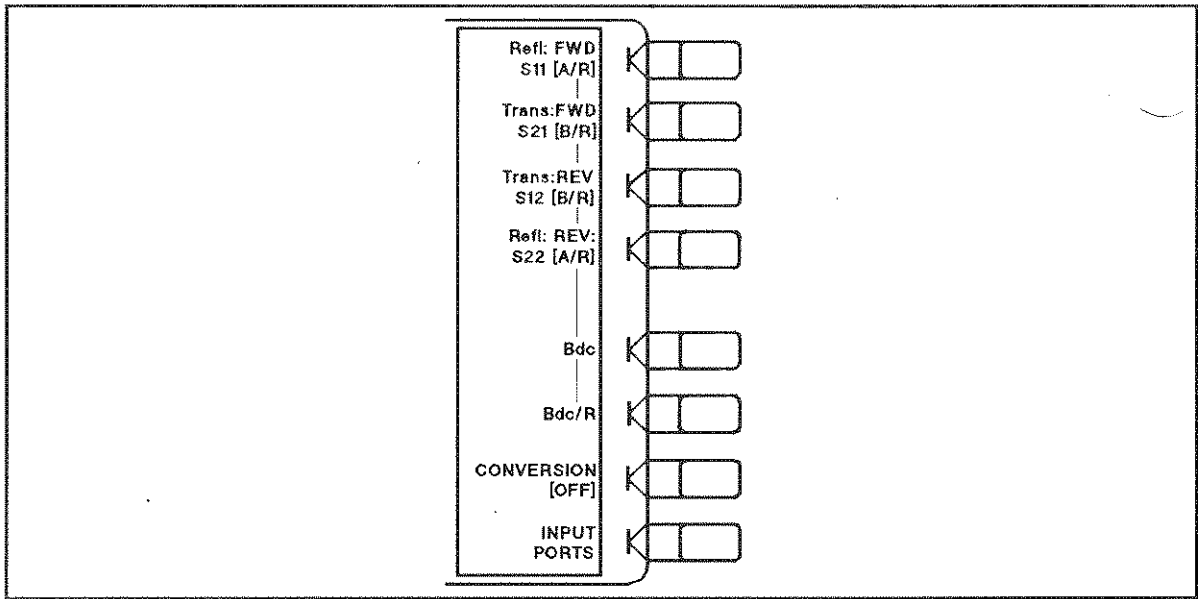 Refl: FWD
S11 [A/R]
Trans:FWD
S21 [B/R]
Trans:REV
S12 [B/R]
Refl: REV:
S22 [A/R]
Bdc
Bdc/R
CONVERSION
[OFF]
INPUT
PORTS